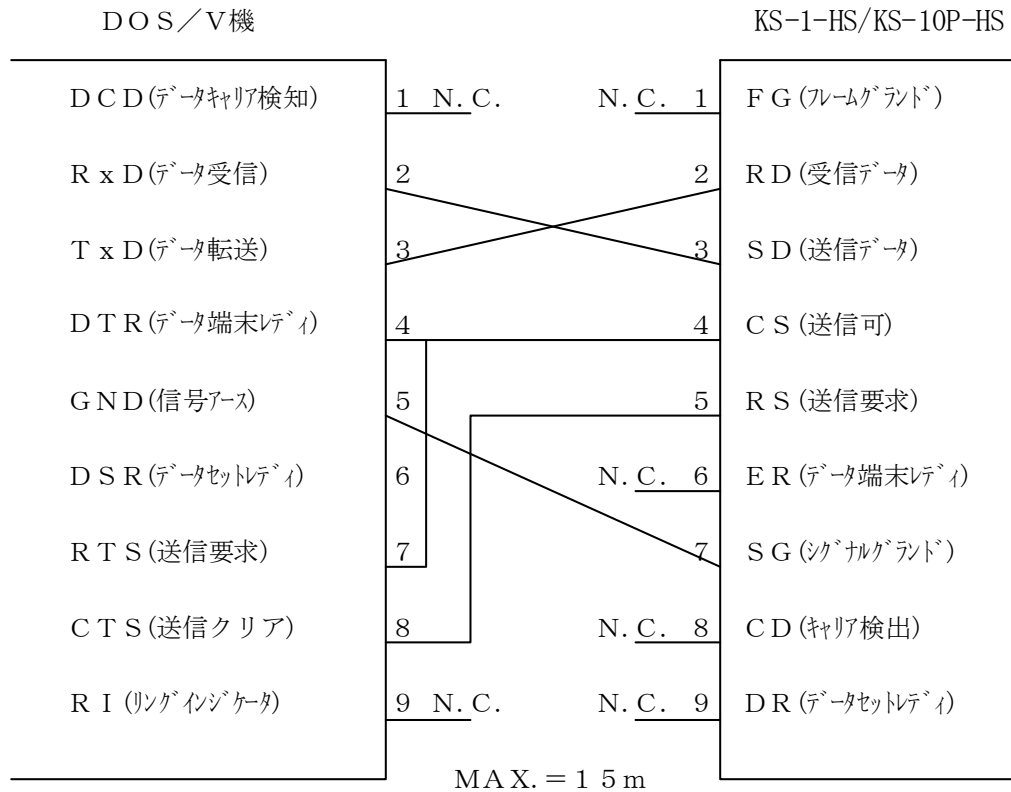 ＤＯＳ／Ｖ機 KS-1-HS/KS-10P-HS
ＤＣＤ(ﾃﾞｰﾀｷｬﾘｱ検知) 1 N.C. N.C. 1 ＦＧ(ﾌﾚｰﾑｸﾞﾗﾝﾄﾞ)
ＲｘＤ(ﾃﾞｰﾀ受信) 2 2 ＲＤ(受信ﾃﾞｰﾀ)
ＴｘＤ(ﾃﾞｰﾀ転送) 3 3 ＳＤ(送信ﾃﾞｰﾀ)
ＤＴＲ(ﾃﾞｰﾀ端末ﾚﾃﾞｨ) 4 4 ＣＳ(送信可)
ＧＮＤ(信号ｱｰｽ) 5 5 ＲＳ(送信要求)
ＤＳＲ(ﾃﾞｰﾀｾｯﾄﾚﾃﾞｨ) 6 N.C. 6 ＥＲ(ﾃﾞｰﾀ端末ﾚﾃﾞｨ)
ＲＴＳ(送信要求) 7 7 ＳＧ(ｼｸﾞﾅﾙｸﾞﾗﾝﾄﾞ)
ＣＴＳ(送信クリア) 8 N.C. 8 ＣＤ(ｷｬﾘｱ検出)
ＲＩ(ﾘﾝｸﾞｲﾝｼﾞｹｰﾀ) 9 N.C. N.C. 9 ＤＲ(ﾃﾞｰﾀｾｯﾄﾚﾃﾞｨ)
ＭＡＸ.＝１５ｍ